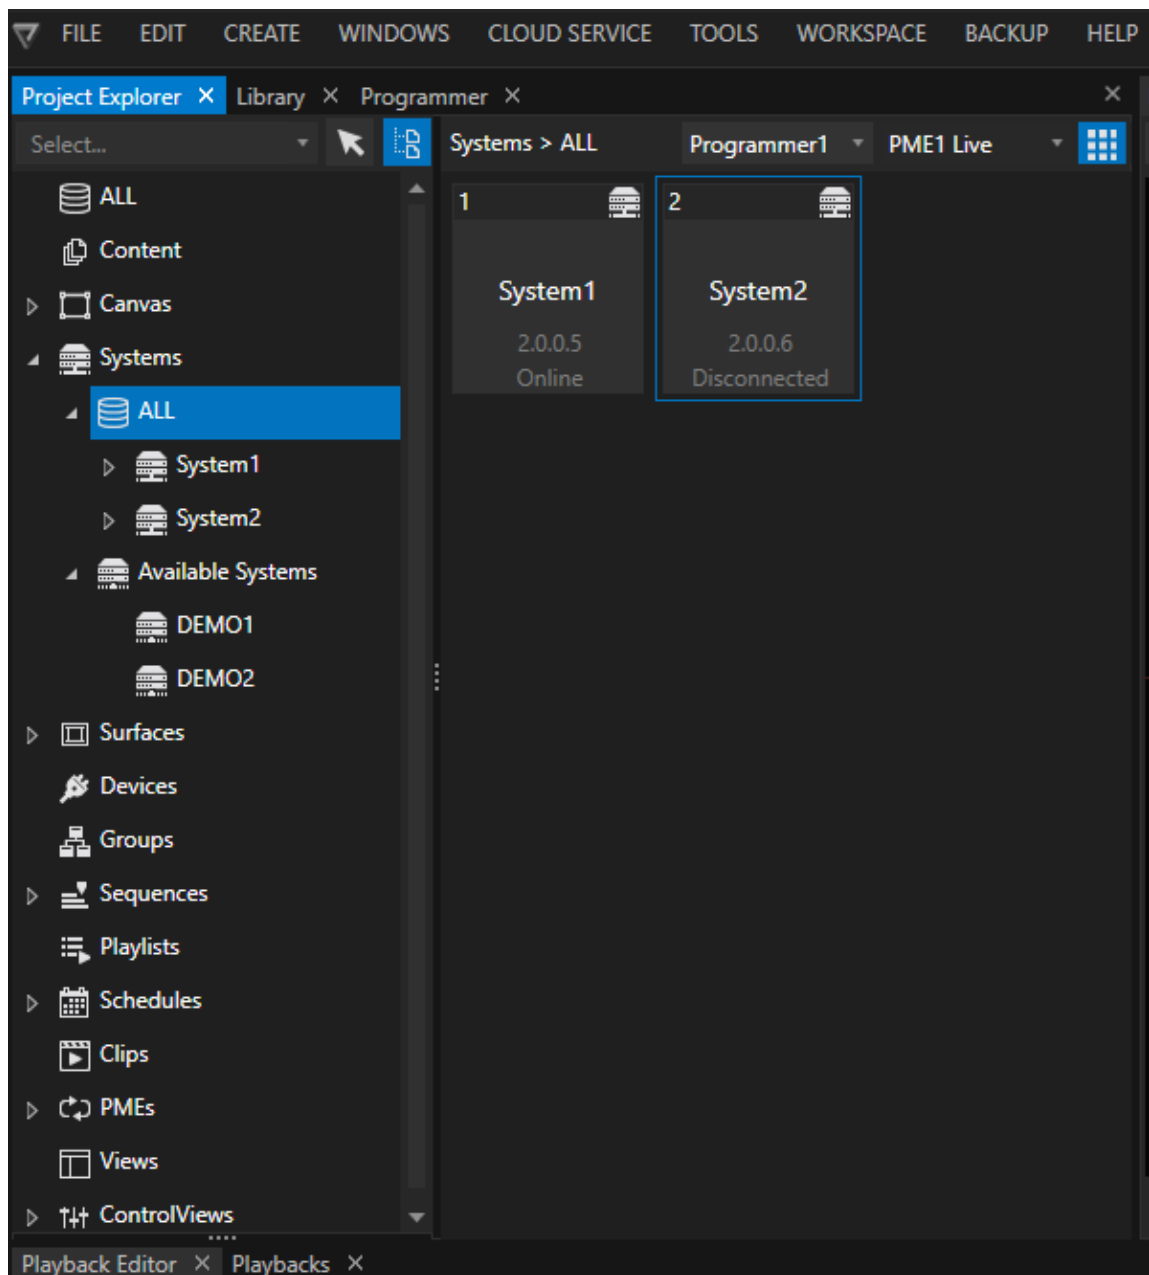 FILE EDIT CREATE WINDOWS CLOUD SERVICE TOOLS WORKSPACE BACKUP HELP
Project Explorer Library Programmer
Select...
Systems > ALL Programmer1 PME1 Live
ALL
Content
Canvas
Systems
ALL
System1
System2
Available Systems
DEMO1
DEMO2
Surfaces
Devices
Groups
Sequences
Playlists
Schedules
Clips
PMEs
Views
ControlViews
1
System1
2.0.0.5
Online
2
System2
2.0.0.6
Disconnected
Playback Editor Playbacks